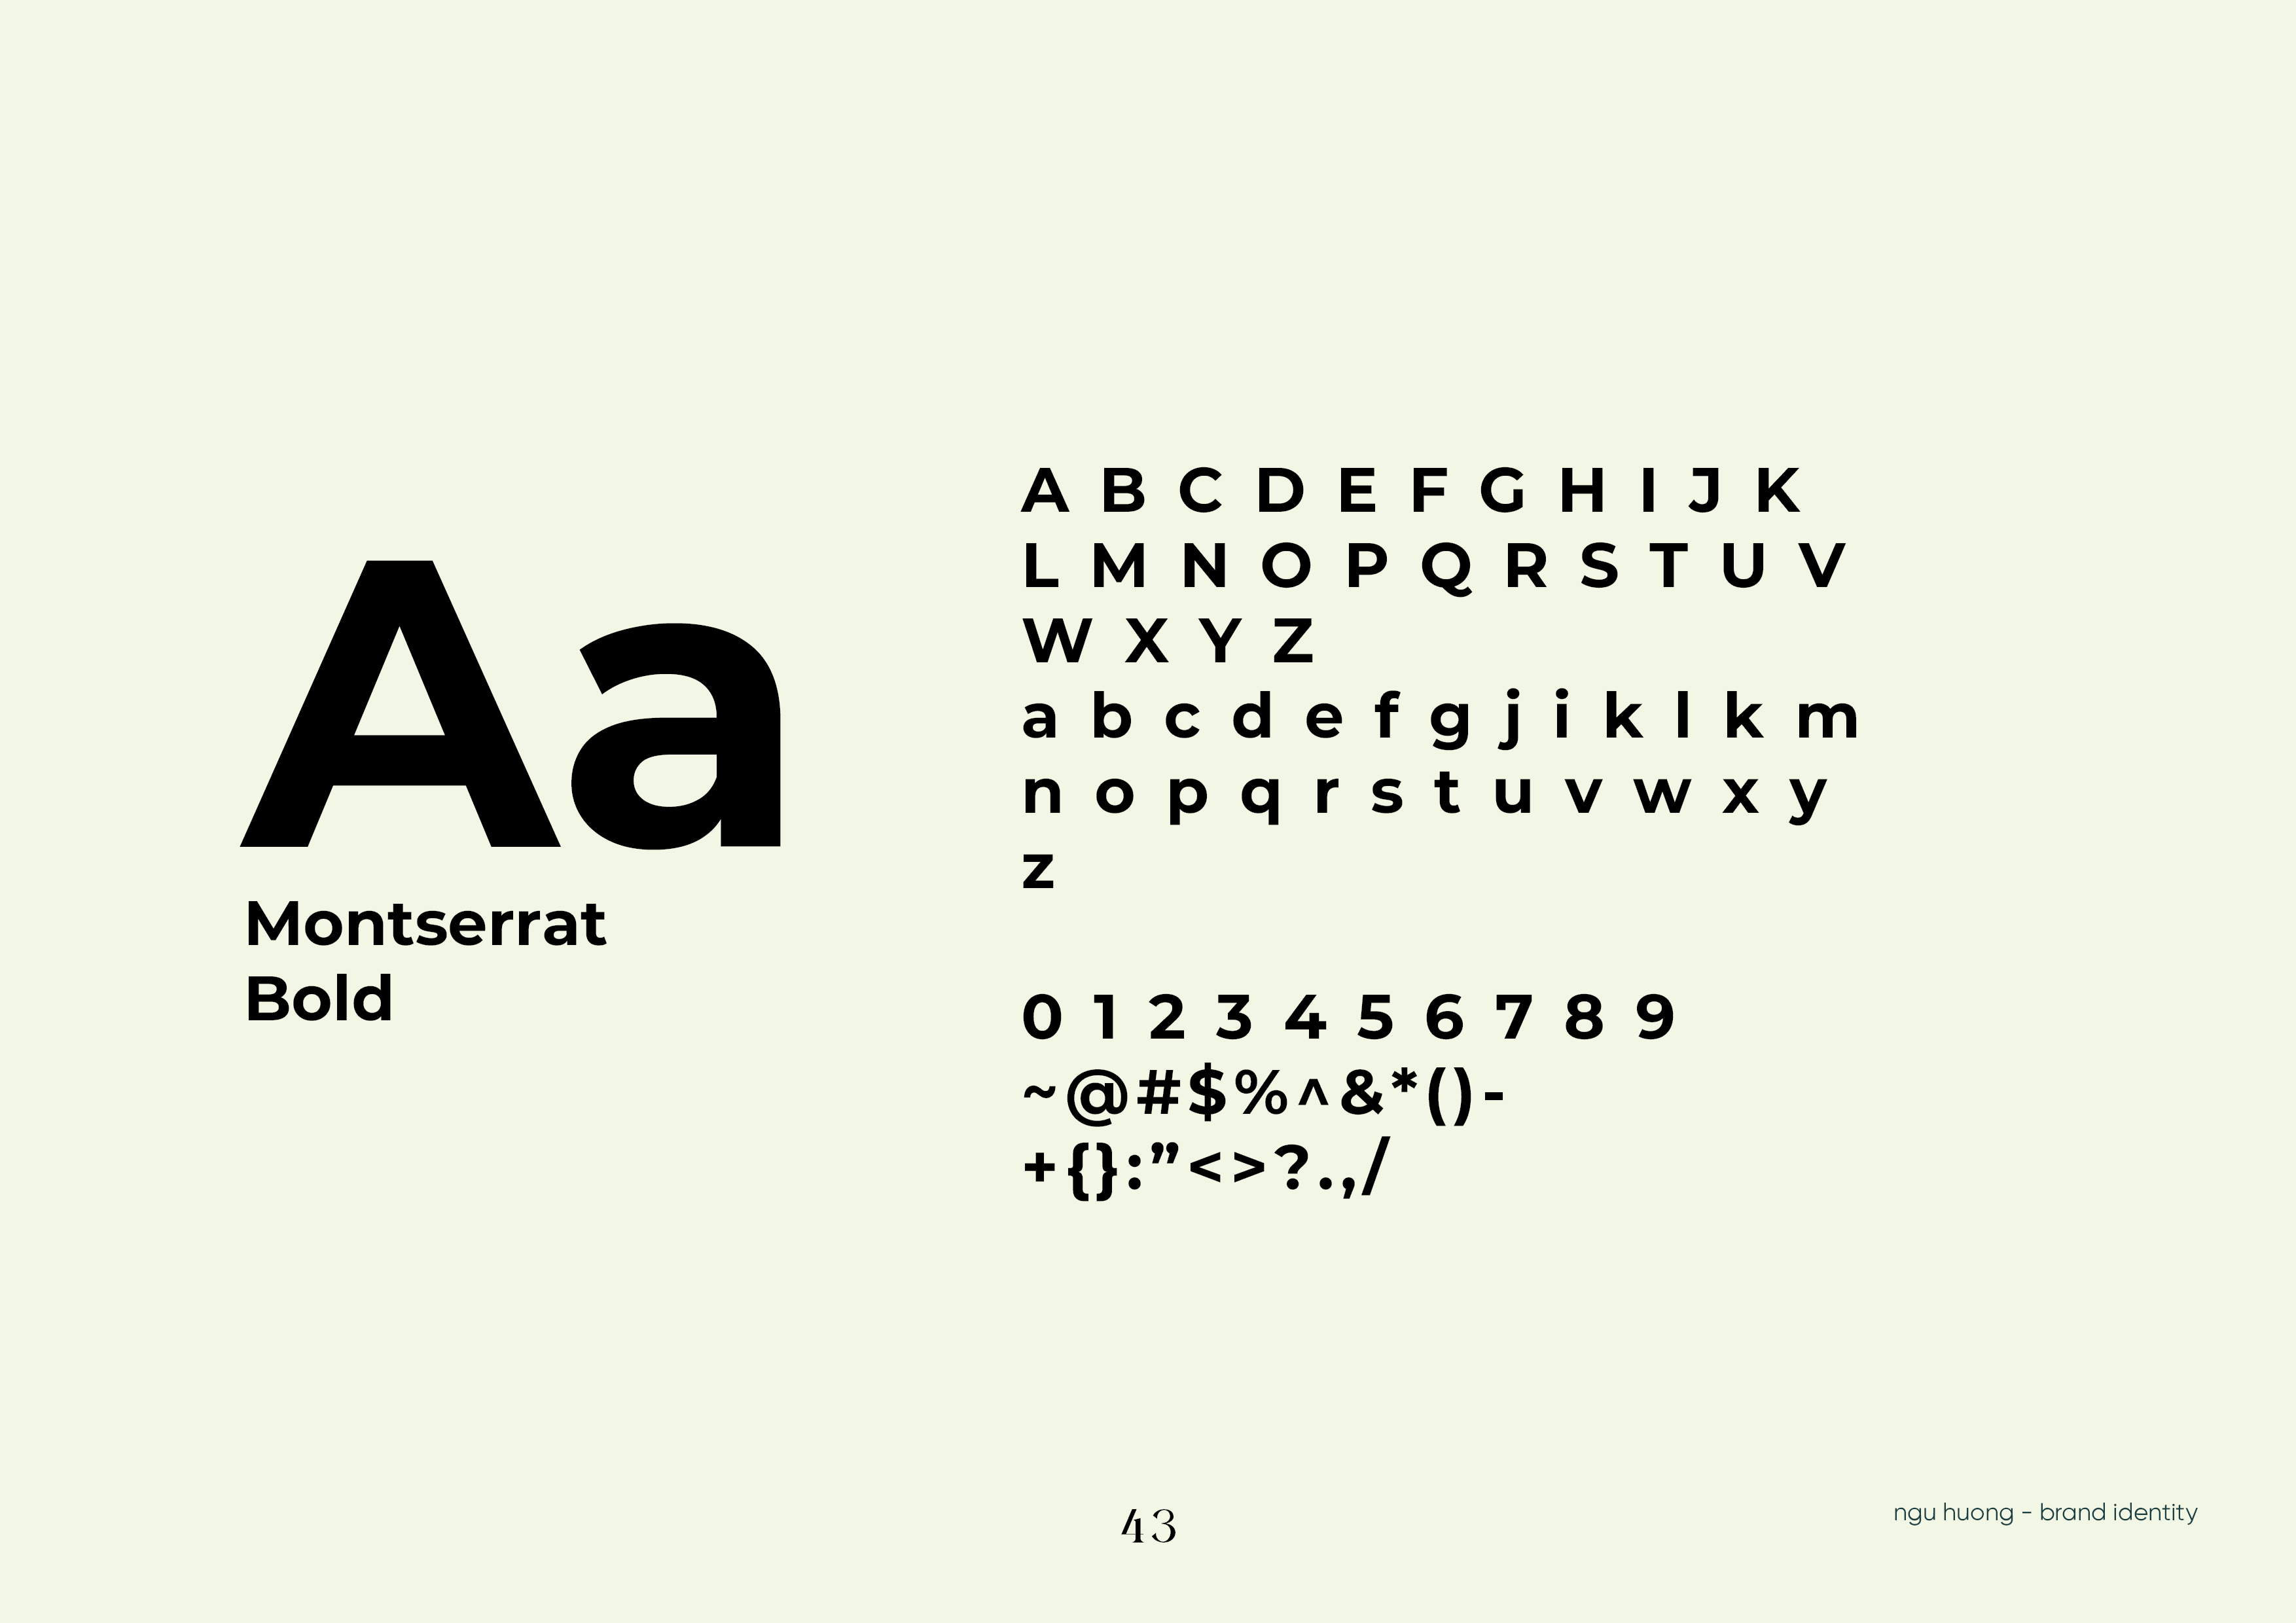 Aa
Montserrat
Bold
A B C D E F G H I J K
L M N O P Q R S T U V
W X Y Z
a b c d e f g j i k l k m
n o p q r s t u v w x y
z
0 1 2 3 4 5 6 7 8 9
~@#$%^&*()-
+{}:”<>?.,/
43
ngu huong - brand identity